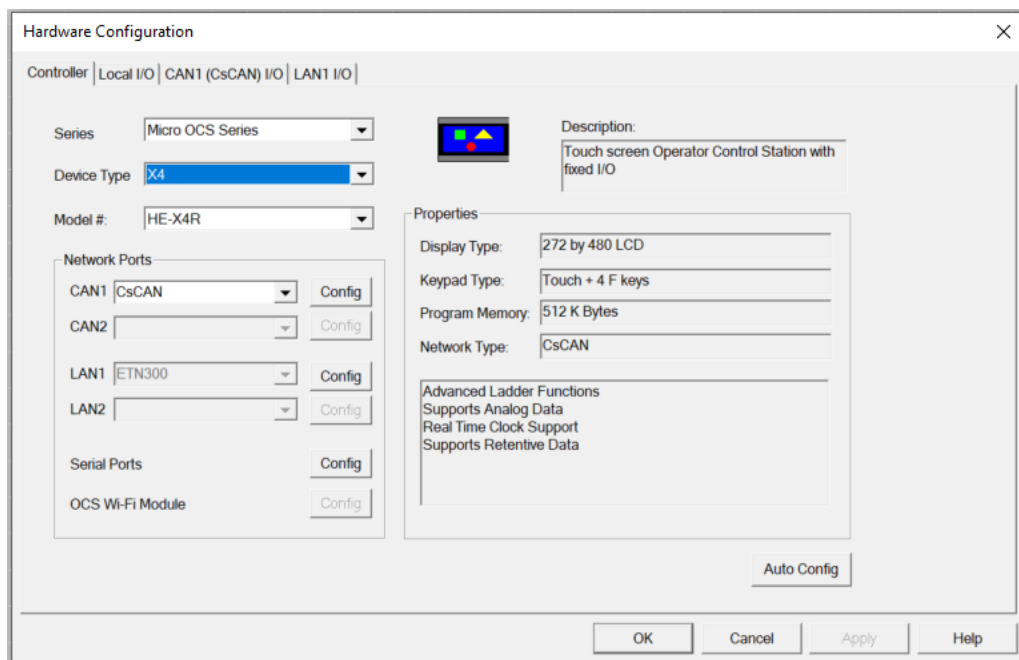 Hardware Configuration
Controller Local I/O CAN1 (CsCAN) I/O LAN1 I/O
Series Micro OCS Series
Device Type X4
Model #: HE-X4R
Description:
Touch screen Operator Control Station with
fixed I/O
Network Ports
CAN1 CsCAN Config
CAN2 Config
LAN1 ETN300 Config
LAN2 Config
Serial Ports Config
OCS Wi-Fi Module Config
Properties
Display Type: 272 by 480 LCD
Keypad Type: Touch + 4 F keys
Program Memory: 512 K Bytes
Network Type: CsCAN
Advanced Ladder Functions
Supports Analog Data
Real Time Clock Support
Supports Retentive Data
Auto Config
OK Cancel Apply Help